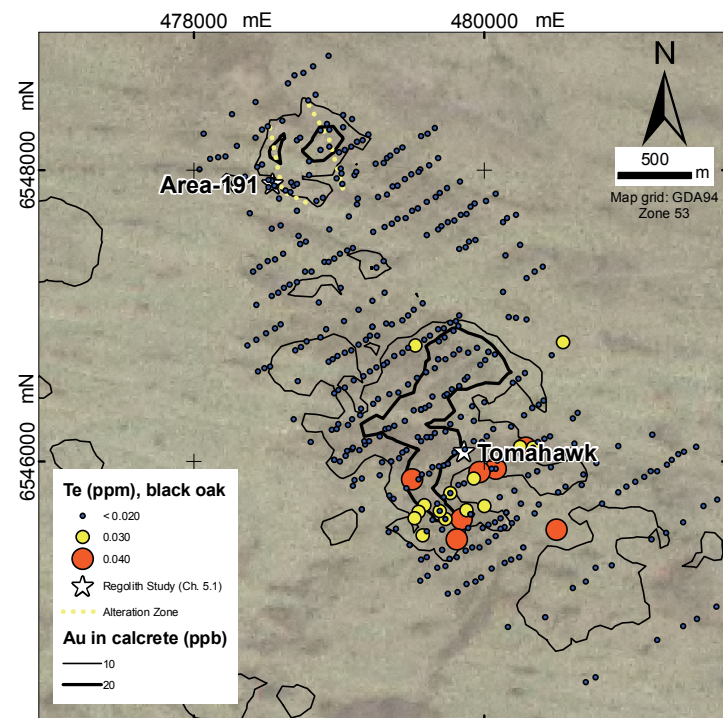 478000 mE
480000 mE
mN
6548000
mN
6546000
N
500
m
Map grid: GDA94
Zone 53
Area-191
Tomahawk
Te (ppm), black oak
< 0.020
0.030
0.040
Regolith Study (Ch. 5.1)
Alteration Zone
Au in calcrete (ppb)
10
20